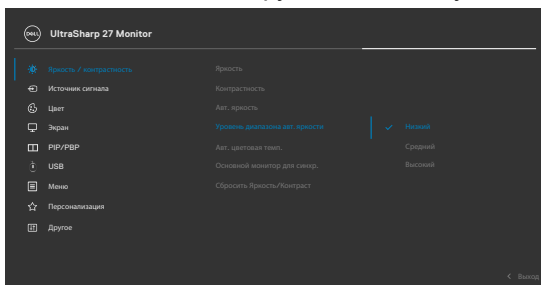 DELL UltraSharp 27 Monitor
Яркость / контрастность
Источник сигнала
Цвет
Экран
PIP/PBP
USB
Меню
Персонализация
Другое
Яркость
Контрастность
Авт. яркость
Уровень диапазона авт. яркости
Авт. цветовая темп.
Основной монитор для синхр.
Сбросить Яркость/Контраст
Низкий
Средний
Высокий
Выход